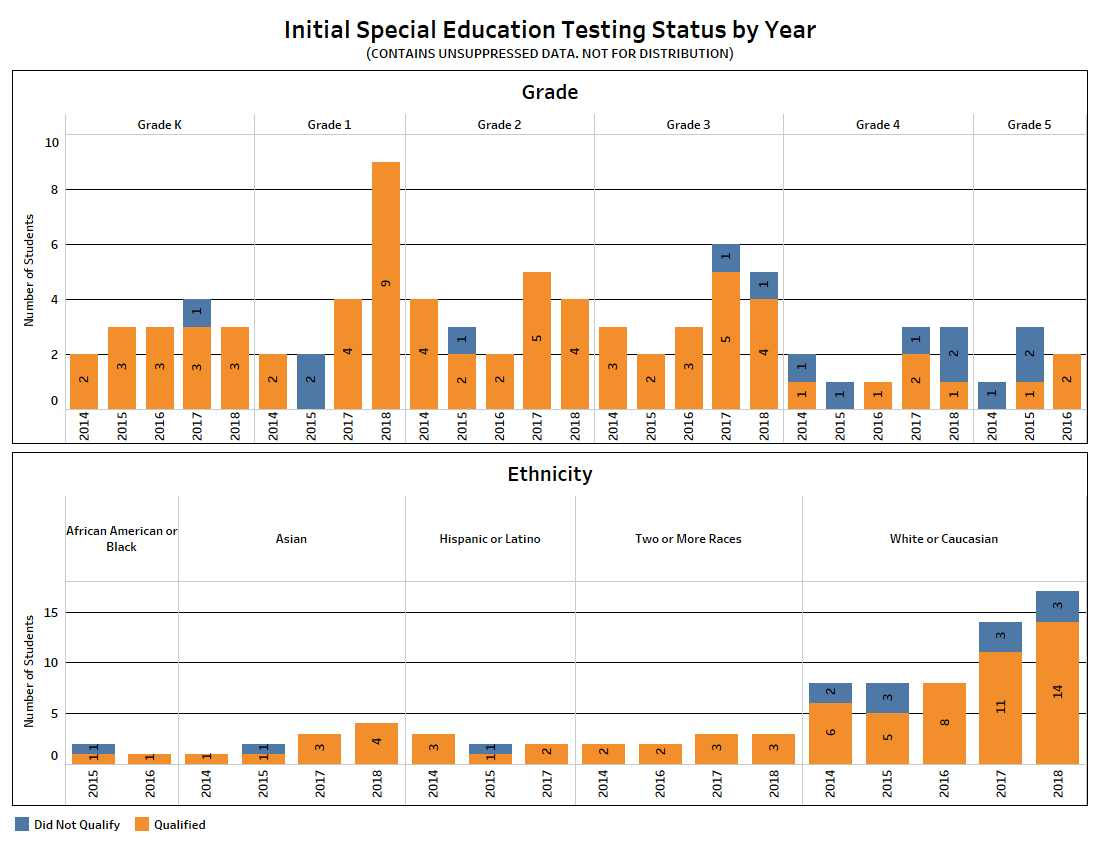 Initial Special Education Testing Status by Year
(CONTAINS UNSUPPRESSED DATA. NOT FOR DISTRIBUTION)
Grade
Grade K Grade 1 Grade 2 Grade 3 Grade 4 Grade 5
Number of Students
10
8
6
4
2
0
2 3 3 1 3 3 2 2 4 9 4 1 2 2 5 4 3 2 3 1 5 1 4 1 1 1 1 1 2 2 1 1 2 1 2
2014 2015 2016 2017 2018 2014 2015 2017 2018 2014 2015 2016 2017 2018 2014 2015 2016 2017 2018 2014 2015 2016 2017 2018 2014 2015 2016
Ethnicity
African American or
Black
Asian Hispanic or Latino Two or More Races White or Caucasian
Number of Students
15
10
5
0
1 1 1 1 1 1 3 4 3 1 1 2 2 2 3 3 2 6 3 5 8 3 11 3 14
2015 2016 2014 2015 2017 2018 2014 2015 2017 2014 2016 2017 2018 2014 2015 2016 2017 2018
Did Not Qualify Qualified